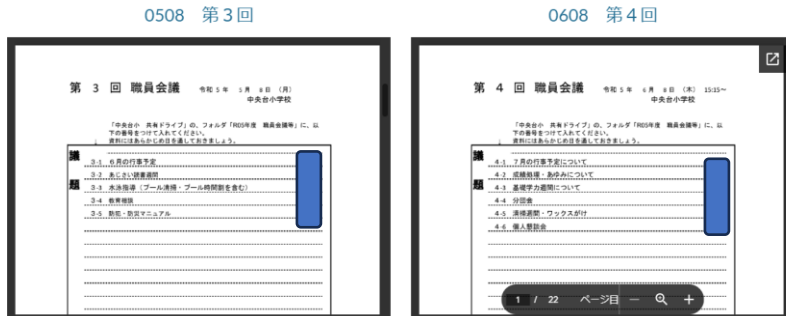 0508　第３回
第　3　回　職員会議　令和 5 年　5 月　8 日　（月）
中央台小学校
「中央台小　共有ドライブ」の、フォルダ「R05年度　職員会議等」に、以
下の番号をつけて入れてください。
↓　資料にはあらかじめ目を通しておきましょう。
議題
3-1　６月の行事予定
3-2　あじさい読書週間
3-3　水泳指導（プール清掃・プール時間割を含む）
3-4　教育相談
3-5　防犯・防災マニュアル
0608　第４回
第　4　回　職員会議　令和 5 年　6 月　8 日　（木）　15:15～
中央台小学校
「中央台小　共有ドライブ」の、フォルダ「R05年度　職員会議等」に、以
下の番号をつけて入れてください。
↓　資料にはあらかじめ目を通しておきましょう。
議題
4-1　７月の行事予定について
4-2　成績処理・あゆみについて
4-3　基礎学力週間について
4-4　分団会
4-5　清掃週間・ワックスがけ
4-6　個人懇談会
1　/　22　ページ目